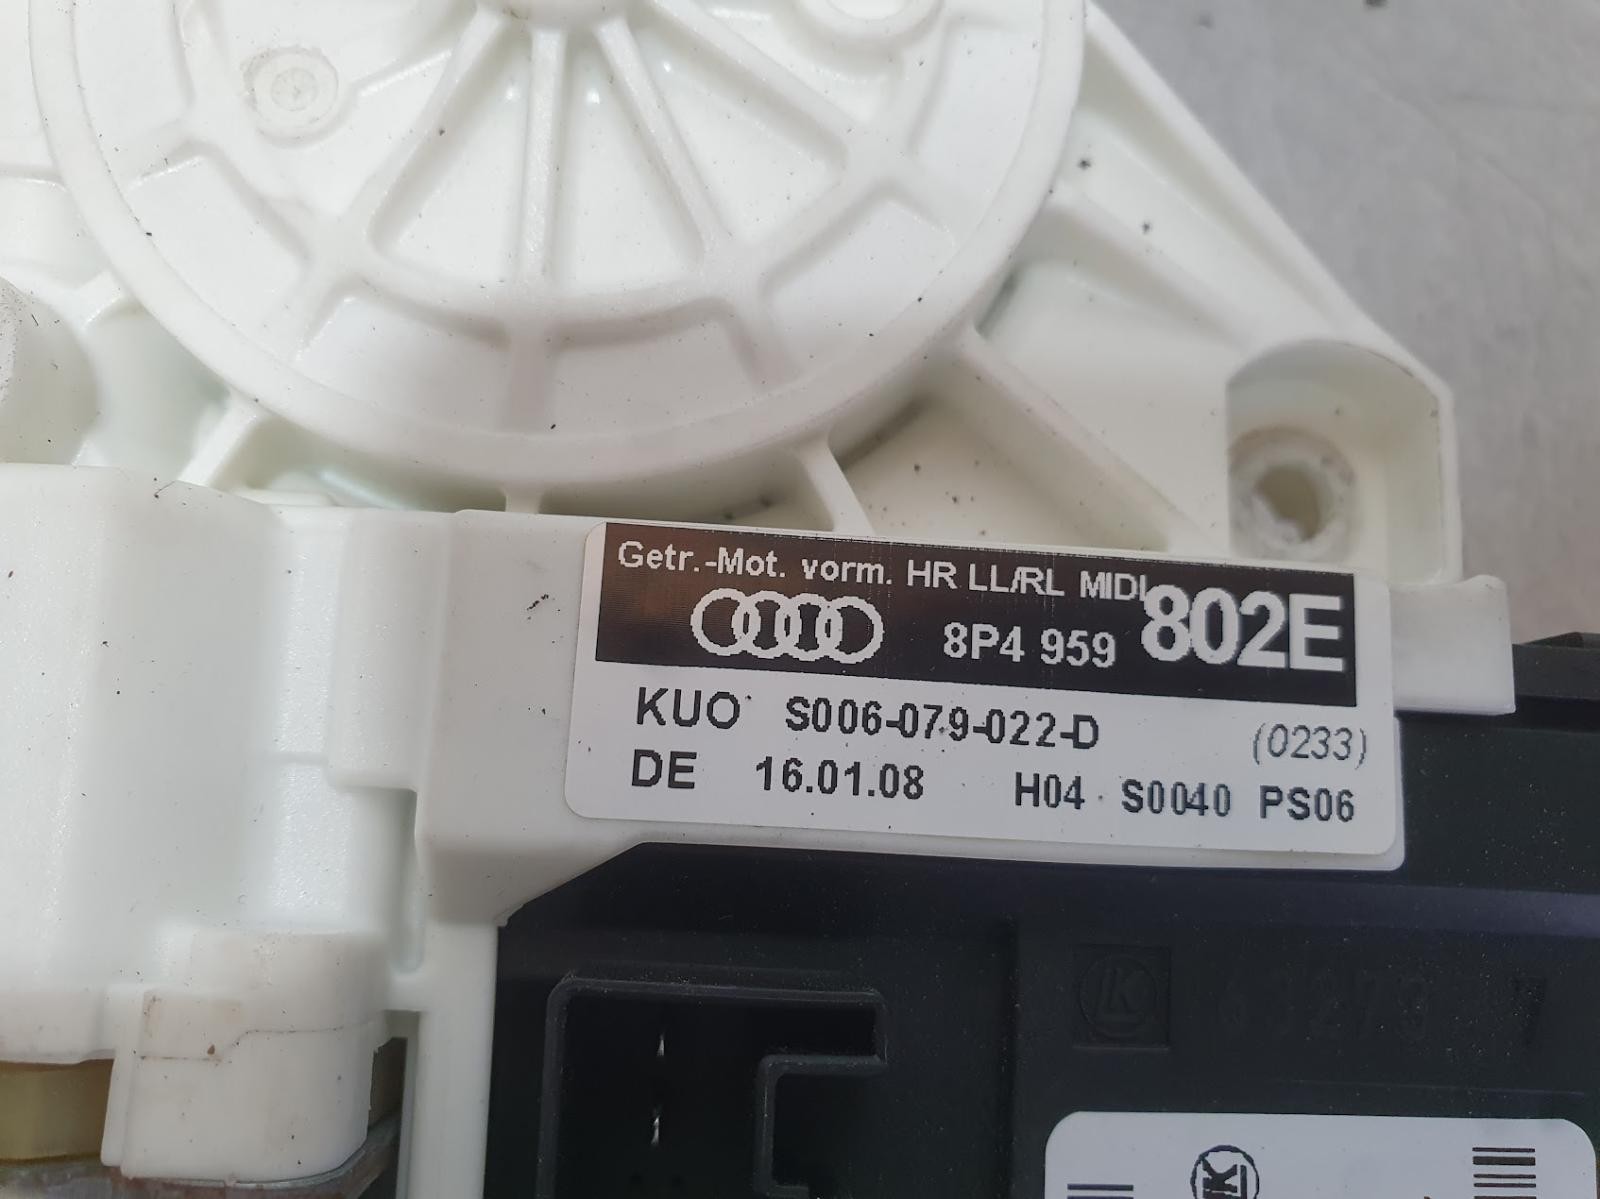 Getr.-Mot. vorm. HR LL/RL MIDI
8P4 959 802E
KUO S006-079-022-D (0233)
DE 16.01.08 H04 S0040 PS06
LK